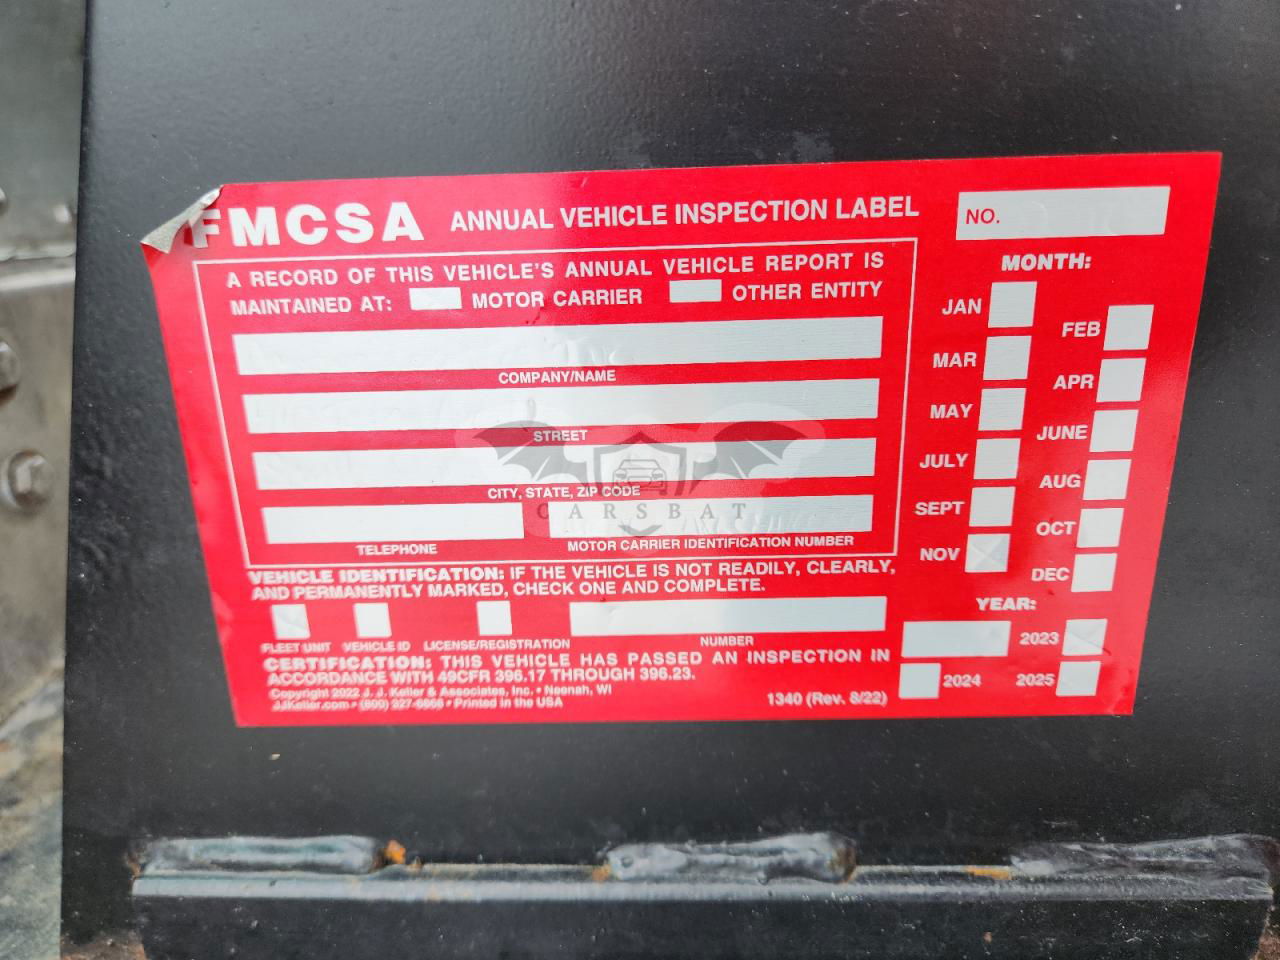 FMCSA ANNUAL VEHICLE INSPECTION LABEL
NO.
A RECORD OF THIS VEHICLE'S ANNUAL VEHICLE REPORT IS
MAINTAINED AT: MOTOR CARRIER OTHER ENTITY
COMPANY/NAME
STREET
CITY, STATE, ZIP CODE
CARSBAT
TELEPHONE MOTOR CARRIER IDENTIFICATION NUMBER
VEHICLE IDENTIFICATION: IF THE VEHICLE IS NOT READILY, CLEARLY,
AND PERMANENTLY MARKED, CHECK ONE AND COMPLETE.
FLEET UNIT VEHICLE ID LICENSE/REGISTRATION NUMBER
CERTIFICATION: THIS VEHICLE HAS PASSED AN INSPECTION IN
ACCORDANCE WITH 49CFR 396.17 THROUGH 396.23.
Copyright 2022 J. J. Keller & Associates, Inc. • Neenah, WI
JJKeller.com • (800) 327-6868 • Printed in the USA
1340 (Rev. 8/22)
MONTH:
JAN
FEB
MAR
APR
MAY
JUNE
JULY
AUG
SEPT
OCT
NOV
DEC
YEAR:
2023
2024 2025